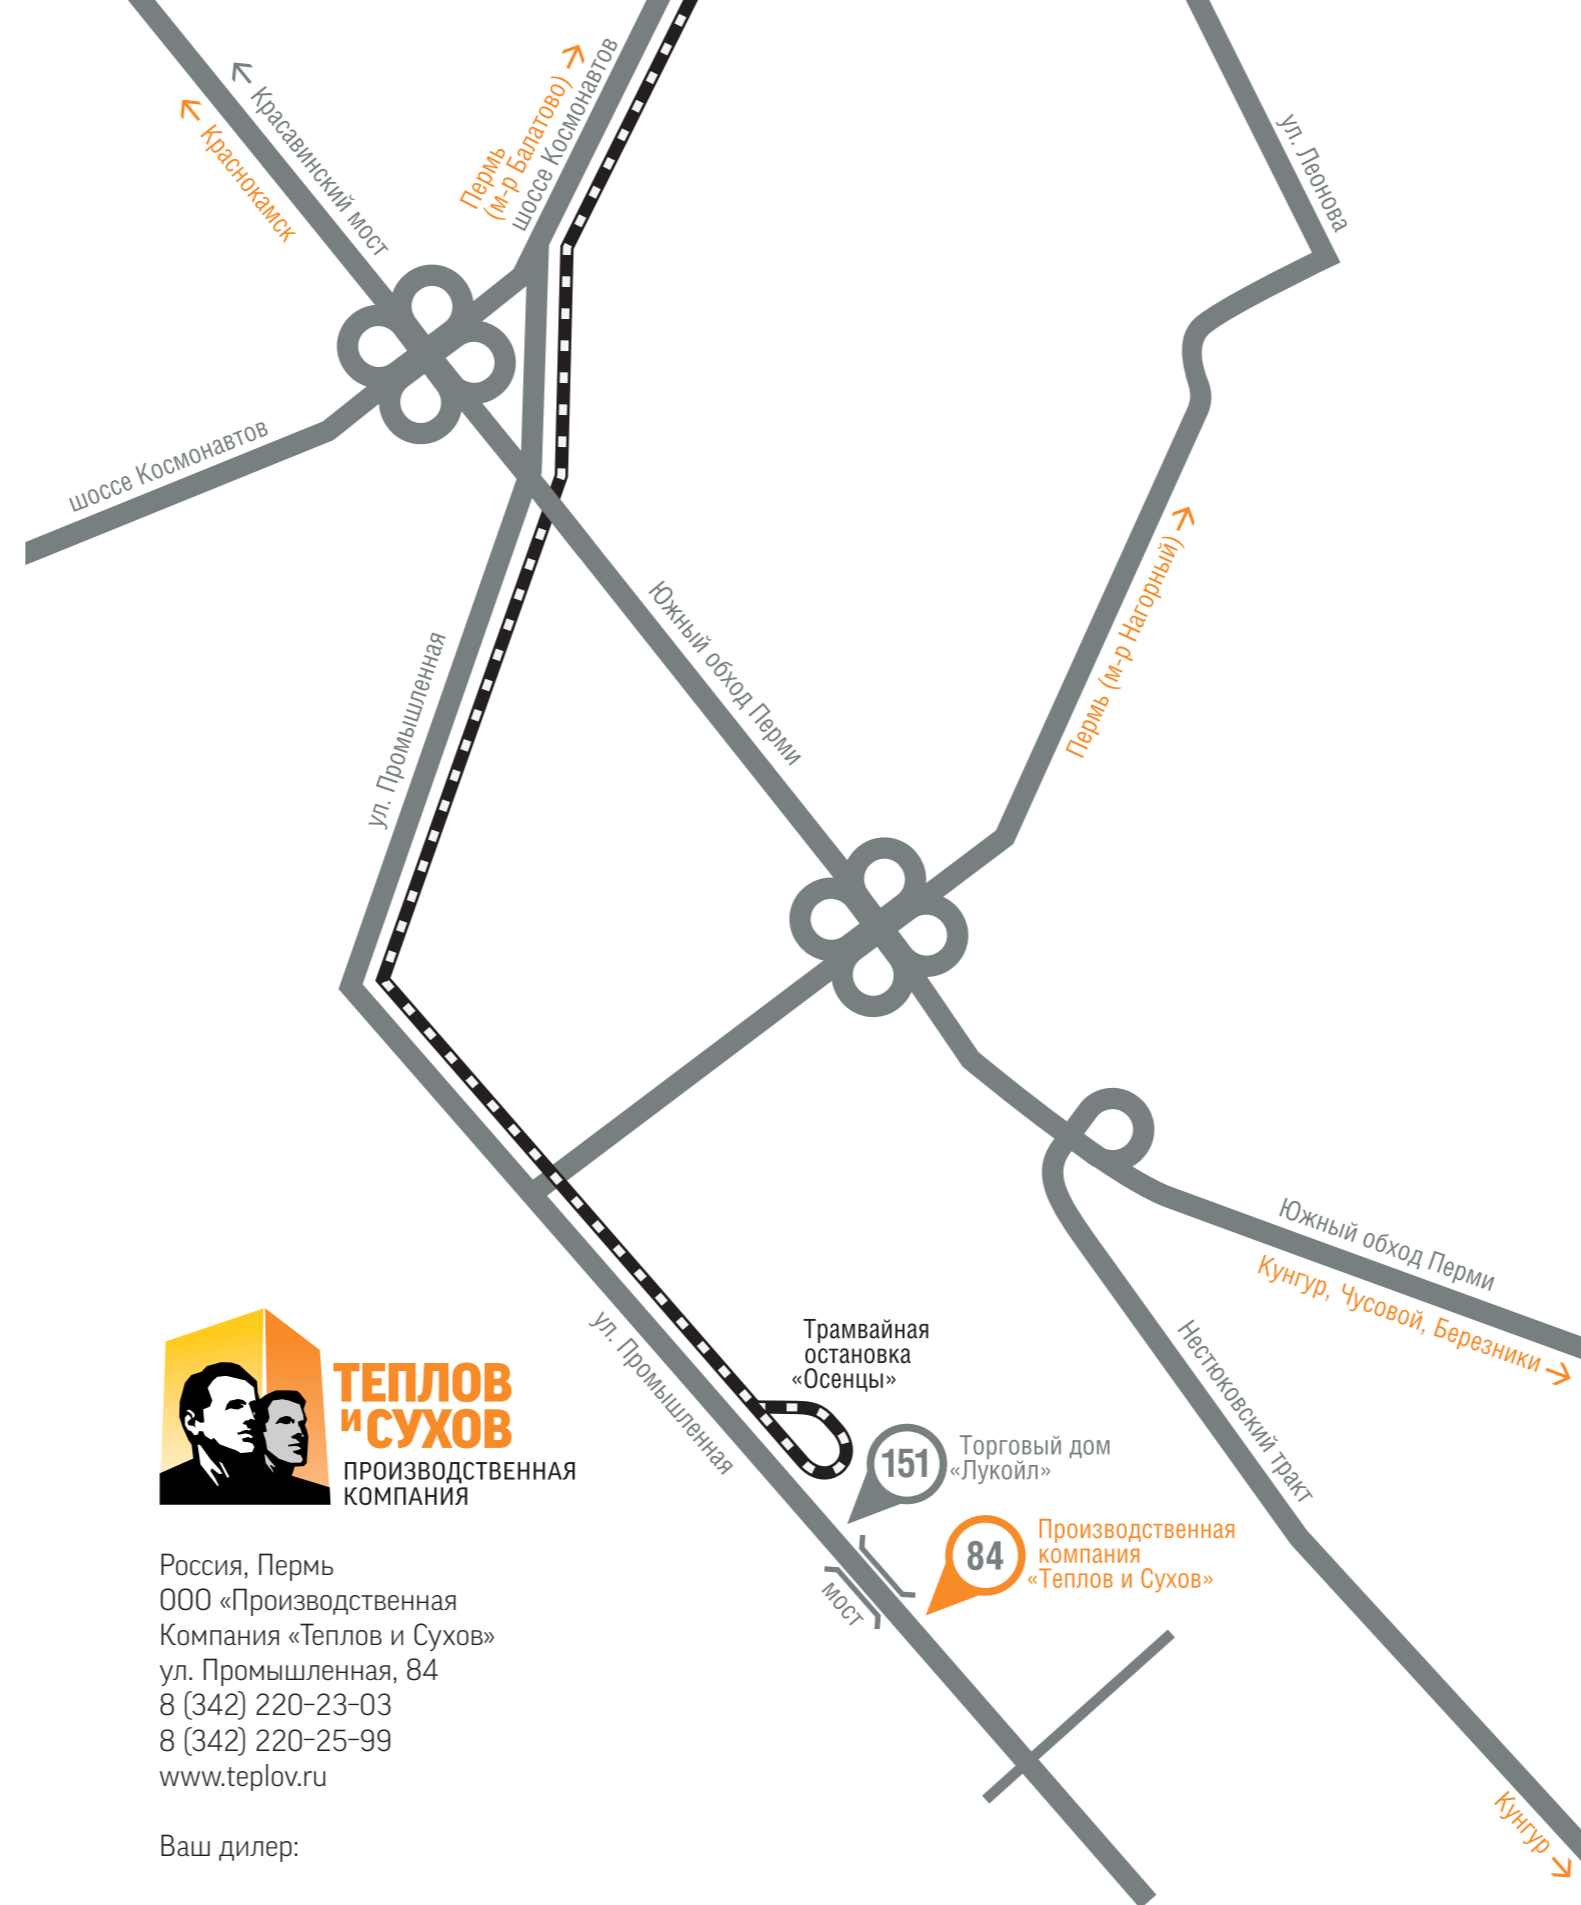 Красавинский мост
Краснокамск
Пермь
(м-р Балатово)
шоссе Космонавтов
ул. Леонова
шоссе Космонавтов
Пермь (м-р Нагорный)
Южный обход Перми
ул. Промышленная
Южный обход Перми
Кунгур, Чусовой, Березники
ул. Промышленная
Трамвайная
остановка
«Осенцы»
Нестюковский тракт
ТЕПЛОВ
И СУХОВ
ПРОИЗВОДСТВЕННАЯ
КОМПАНИЯ
151
Торговый дом
«Лукойл»
84
Производственная
компания
«Теплов и Сухов»
мост
Россия, Пермь
ООО «Производственная
Компания «Теплов и Сухов»
ул. Промышленная, 84
8 (342) 220-23-03
8 (342) 220-25-99
www.teplov.ru
Ваш дилер:
Кунгур